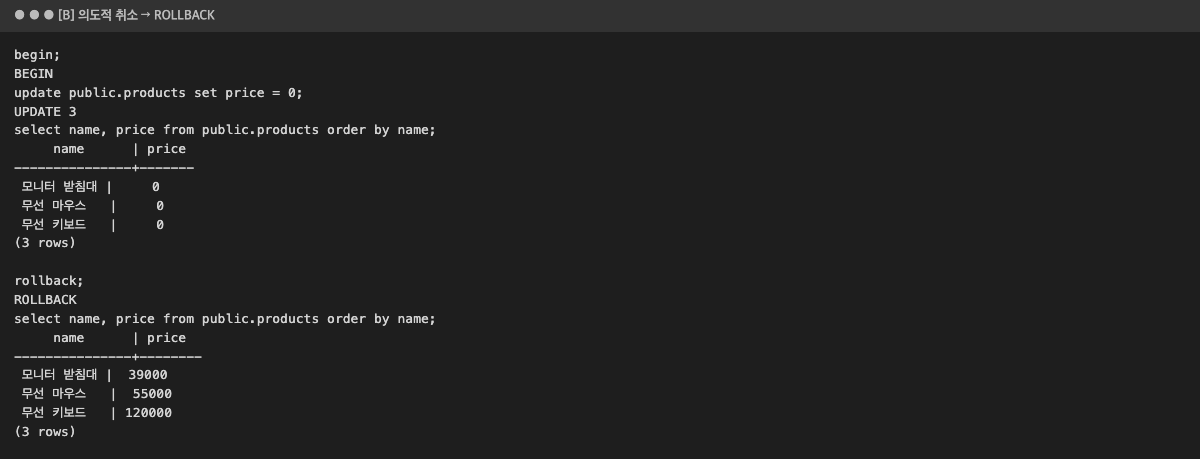 [B] 의도적 취소 → ROLLBACK
begin;
BEGIN
update public.products set price = 0;
UPDATE 3
select name, price from public.products order by name;
     name      | price
---------------+-------
 모니터 받침대 |     0
 무선 마우스   |     0
 무선 키보드   |     0
(3 rows)

rollback;
ROLLBACK
select name, price from public.products order by name;
     name      | price
---------------+--------
 모니터 받침대 |  39000
 무선 마우스   |  55000
 무선 키보드   | 120000
(3 rows)